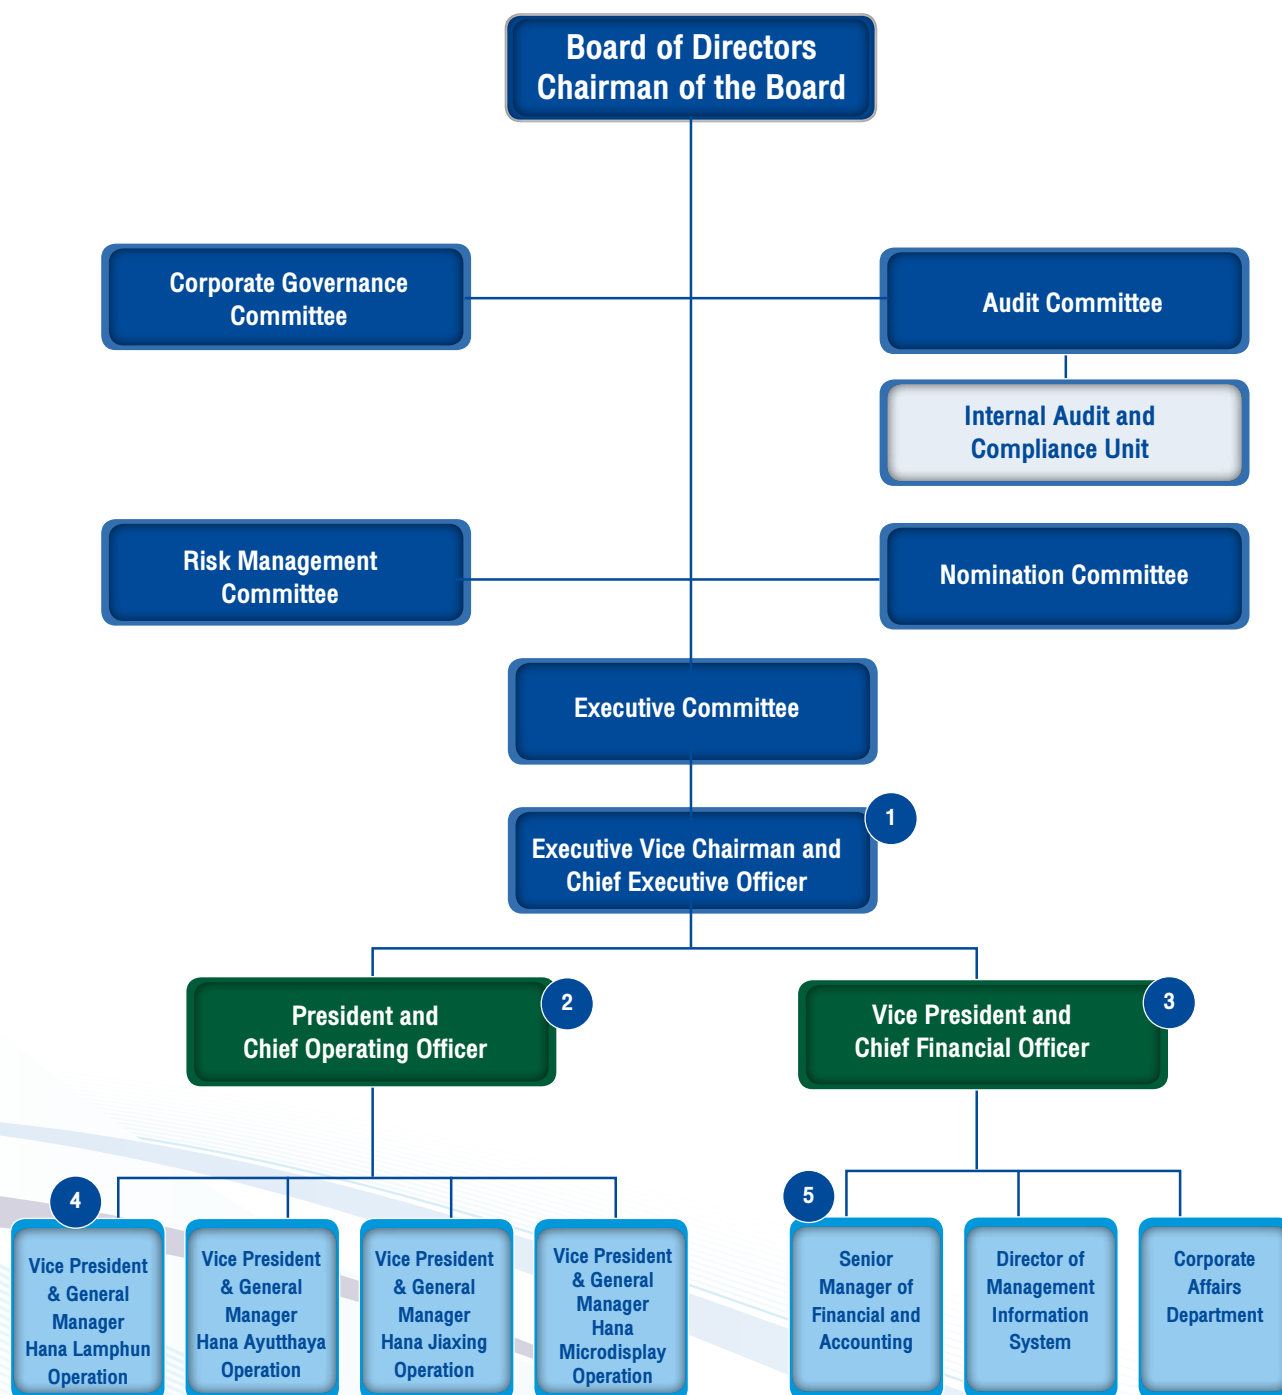 Board of Directors
Chairman of the Board
Corporate Governance
Committee
Audit Committee
Internal Audit and
Compliance Unit
Risk Management
Committee
Nomination Committee
Executive Committee
1
Executive Vice Chairman and
Chief Executive Officer
2
President and
Chief Operating Officer
3
Vice President and
Chief Financial Officer
4
Vice President
& General
Manager
Hana Lamphun
Operation
Vice President
& General
Manager
Hana Ayutthaya
Operation
Vice President
& General
Manager
Hana Jiaxing
Operation
Vice President
& General
Manager
Hana
Microdisplay
Operation
5
Senior
Manager of
Financial and
Accounting
Director of
Management
Information
System
Corporate
Affairs
Department